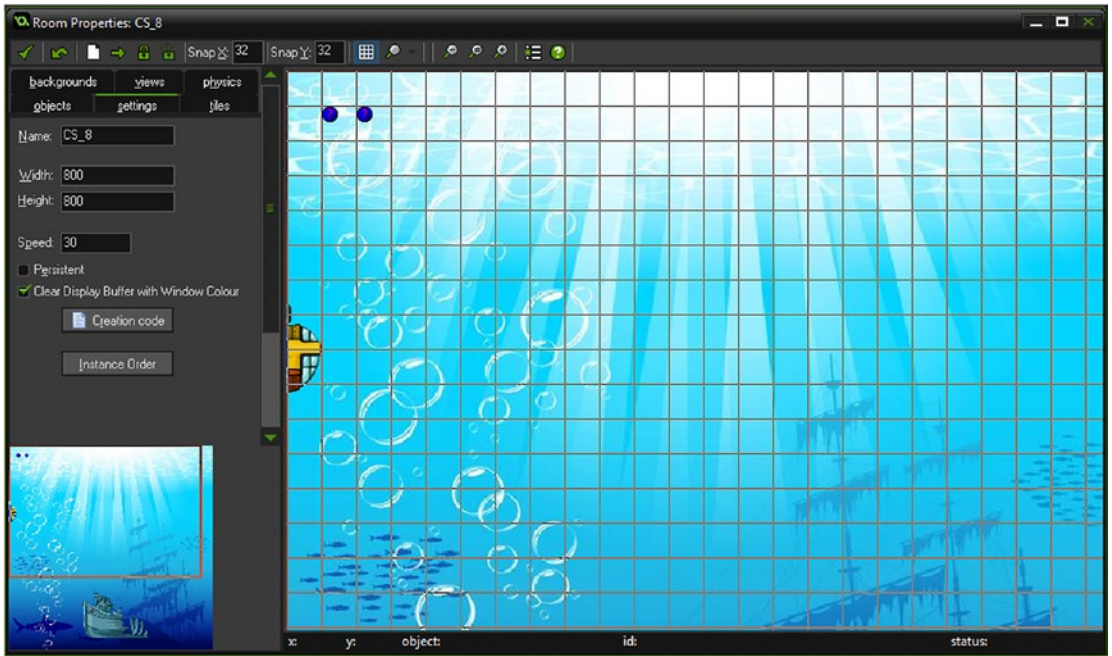 Room Properties: CS_8
Snap X: 32 Snap Y: 32
backgrounds views physics
objects settings tiles
Name: CS_8
Width: 800
Height: 800
Speed: 30
Persistent
Clear Display Buffer with Window Colour
Creation code
Instance Order
x: y: object: id: status: